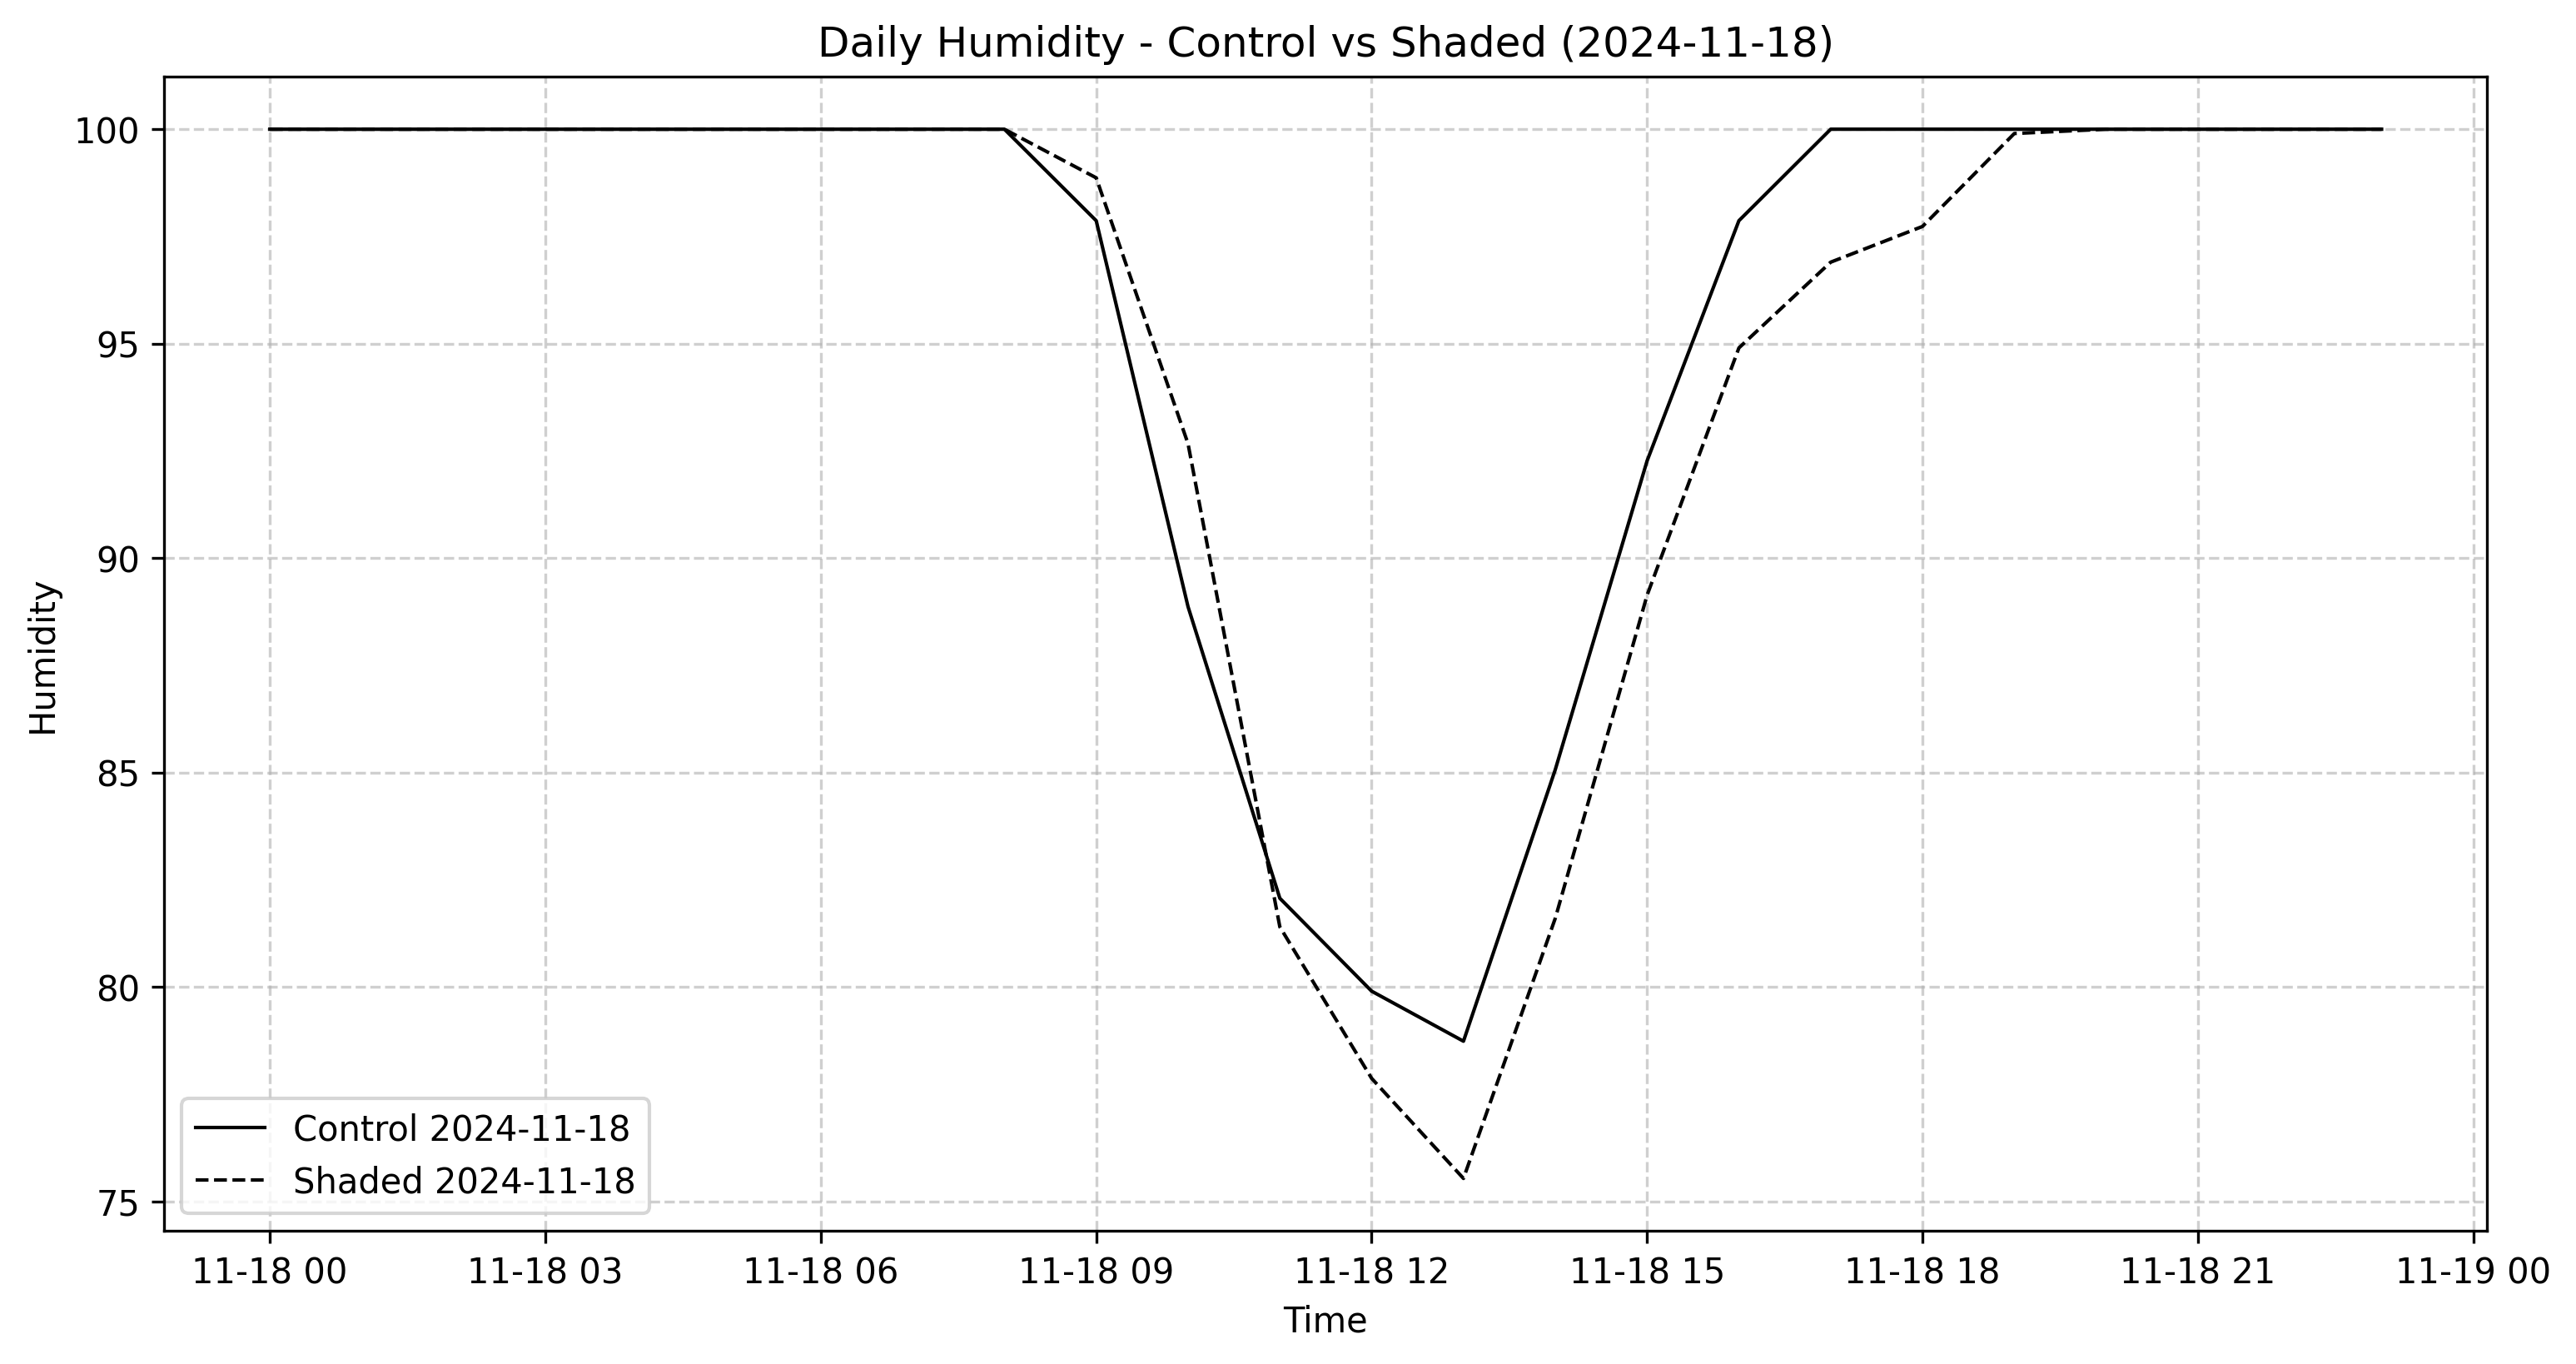 Daily Humidity - Control vs Shaded (2024-11-18)
100
95
90
85
80
75
Humidity
Control 2024-11-18
Shaded 2024-11-18
11-18 00 11-18 03 11-18 06 11-18 09 11-18 12 11-18 15 11-18 18 11-18 21 11-19 00
Time